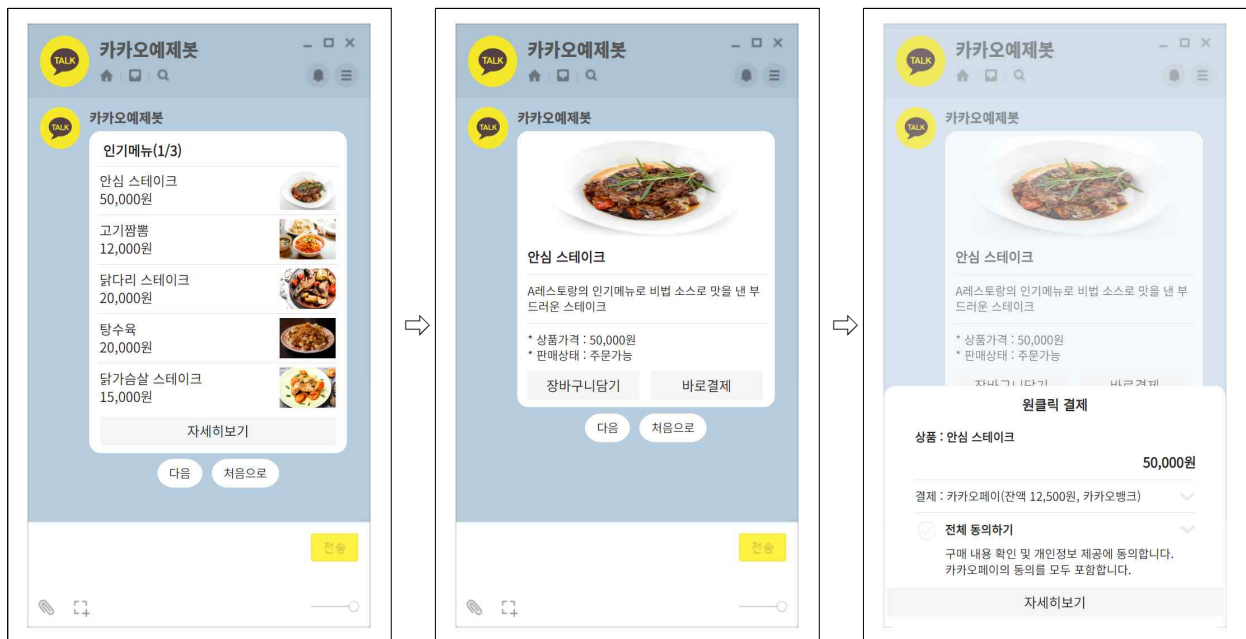 TALK
카카오예제봇
TALK
카카오예제봇
인기메뉴(1/3)
안심 스테이크
50,000원
고기짬뽕
12,000원
닭다리 스테이크
20,000원
탕수육
20,000원
닭가슴살 스테이크
15,000원
자세히보기
다음
처음으로
전송
TALK
카카오예제봇
TALK
카카오예제봇
안심 스테이크
A레스토랑의 인기메뉴로 비법 소스로 맛을 낸 부
드러운 스테이크
* 상품가격 : 50,000원
* 판매상태 : 주문가능
장바구니담기
바로결제
다음
처음으로
전송
TALK
카카오예제봇
TALK
카카오예제봇
안심 스테이크
A레스토랑의 인기메뉴로 비법 소스로 맛을 낸 부
드러운 스테이크
* 상품가격 : 50,000원
* 판매상태 : 주문가능
장바구니담기
바로결제
원클릭 결제
상품 : 안심 스테이크
50,000원
결제 : 카카오페이(잔액 12,500원, 카카오뱅크)
전체 동의하기
구매 내용 확인 및 개인정보 제공에 동의합니다.
카카오페이의 동의를 모두 포함합니다.
자세히보기